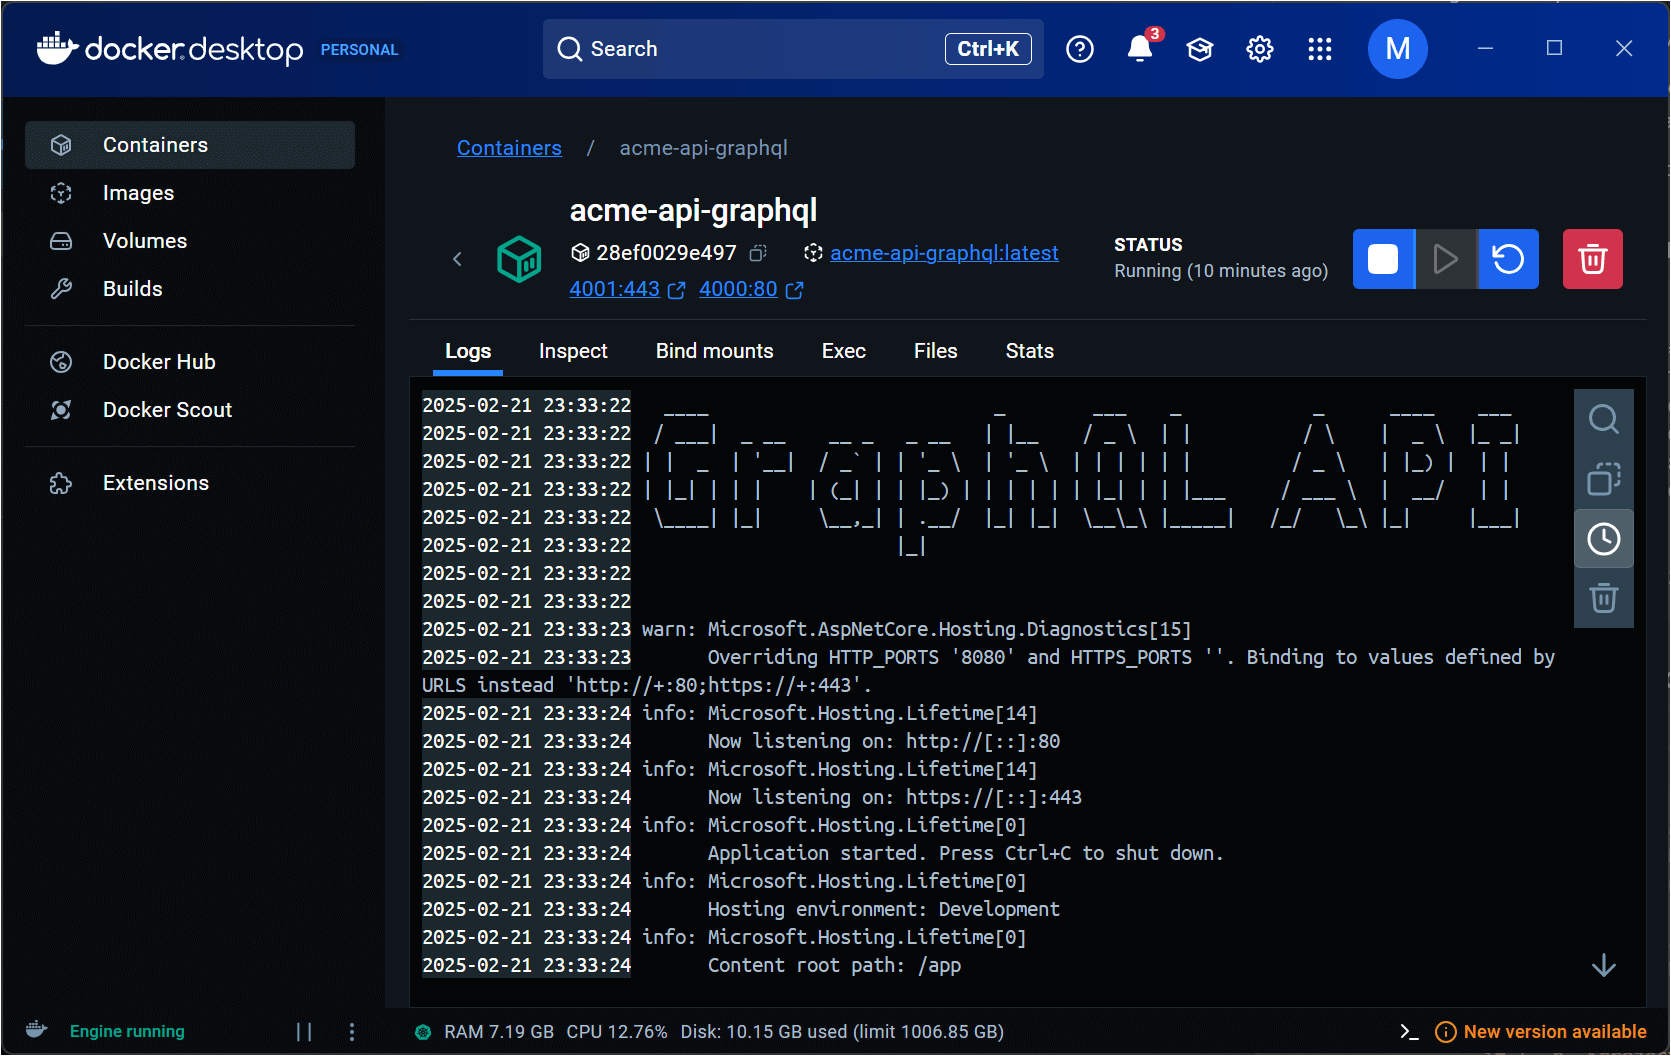 docker desktop PERSONAL
Search Ctrl+K
3
M
Containers
Images
Volumes
Builds
Docker Hub
Docker Scout
Extensions
Containers / acme-api-graphql
acme-api-graphql
28ef0029e497 acme-api-graphql:latest
4001:443 4000:80
STATUS
Running (10 minutes ago)
Logs Inspect Bind mounts Exec Files Stats
2025-02-21 23:33:22
2025-02-21 23:33:22
2025-02-21 23:33:22
2025-02-21 23:33:22
2025-02-21 23:33:22
2025-02-21 23:33:22
2025-02-21 23:33:22
2025-02-21 23:33:22
GraphQL API
2025-02-21 23:33:23 warn: Microsoft.AspNetCore.Hosting.Diagnostics[15]
2025-02-21 23:33:23 Overriding HTTP_PORTS '8080' and HTTPS_PORTS ''. Binding to values defined by
URLS instead 'http://+:80;https://+:443'.
2025-02-21 23:33:24 info: Microsoft.Hosting.Lifetime[14]
2025-02-21 23:33:24 Now listening on: http://[::]:80
2025-02-21 23:33:24 info: Microsoft.Hosting.Lifetime[14]
2025-02-21 23:33:24 Now listening on: https://[::]:443
2025-02-21 23:33:24 info: Microsoft.Hosting.Lifetime[0]
2025-02-21 23:33:24 Application started. Press Ctrl+C to shut down.
2025-02-21 23:33:24 info: Microsoft.Hosting.Lifetime[0]
2025-02-21 23:33:24 Hosting environment: Development
2025-02-21 23:33:24 info: Microsoft.Hosting.Lifetime[0]
2025-02-21 23:33:24 Content root path: /app
Engine running
RAM 7.19 GB CPU 12.76% Disk: 10.15 GB used (limit 1006.85 GB)
New version available